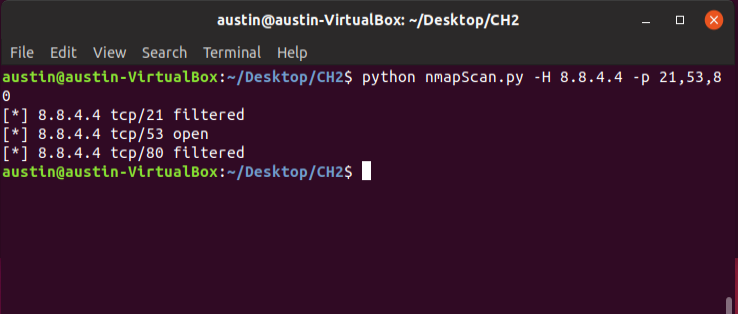 austin@austin-VirtualBox: ~/Desktop/CH2
File Edit View Search Terminal Help
austin@austin-VirtualBox:~/Desktop/CH2$ python nmapScan.py -H 8.8.4.4 -p 21,53,8
0
[*] 8.8.4.4 tcp/21 filtered
[*] 8.8.4.4 tcp/53 open
[*] 8.8.4.4 tcp/80 filtered
austin@austin-VirtualBox:~/Desktop/CH2$